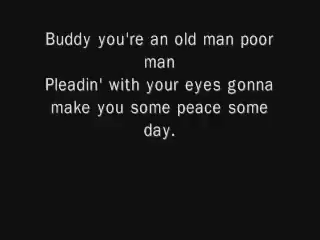 Buddy you're an old man poor
man
Pleadin' with your eyes gonna
make you some peace some
day.